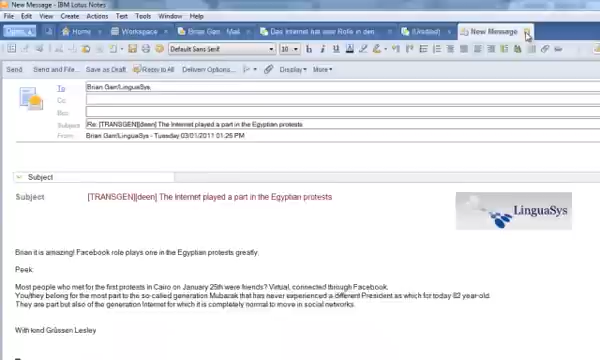 New Message - IBM Lotus Notes
File Edit View Create Actions Text Tools Window Help
Open Home Workspace Brian Garr - Mail Das Internet hat user Rolle in den (Untitled) New Message
Default Sans Serif 10
Send Send and File... Save as Draft Reply to All Delivery Options... Display More
To Brian Garr/LinguaSys
Cc
Bcc
Subject Re: [TRANSGEN][deen] The Internet played a part in the Egyptian protests
From Brian Garr/LinguaSys - Tuesday 03/01/2011 01:25 PM
Subject
Subject [TRANSGEN][deen] The Internet played a part in the Egyptian protests
LinguaSys
Brian it is amazing! Facebook role plays one in the Egyptian protests greatly.
Peek.
Most people who met for the first protests in Cairo on January 25th were friends? Virtual, connected through Facebook.
You/they belong for the most part to the so-called generation Mubarak that has never experienced a different President as which for today 82 year-old.
They are part but also of the generation Internet for which it is completely normal to move in social networks.
With kind Grüssen Lesley